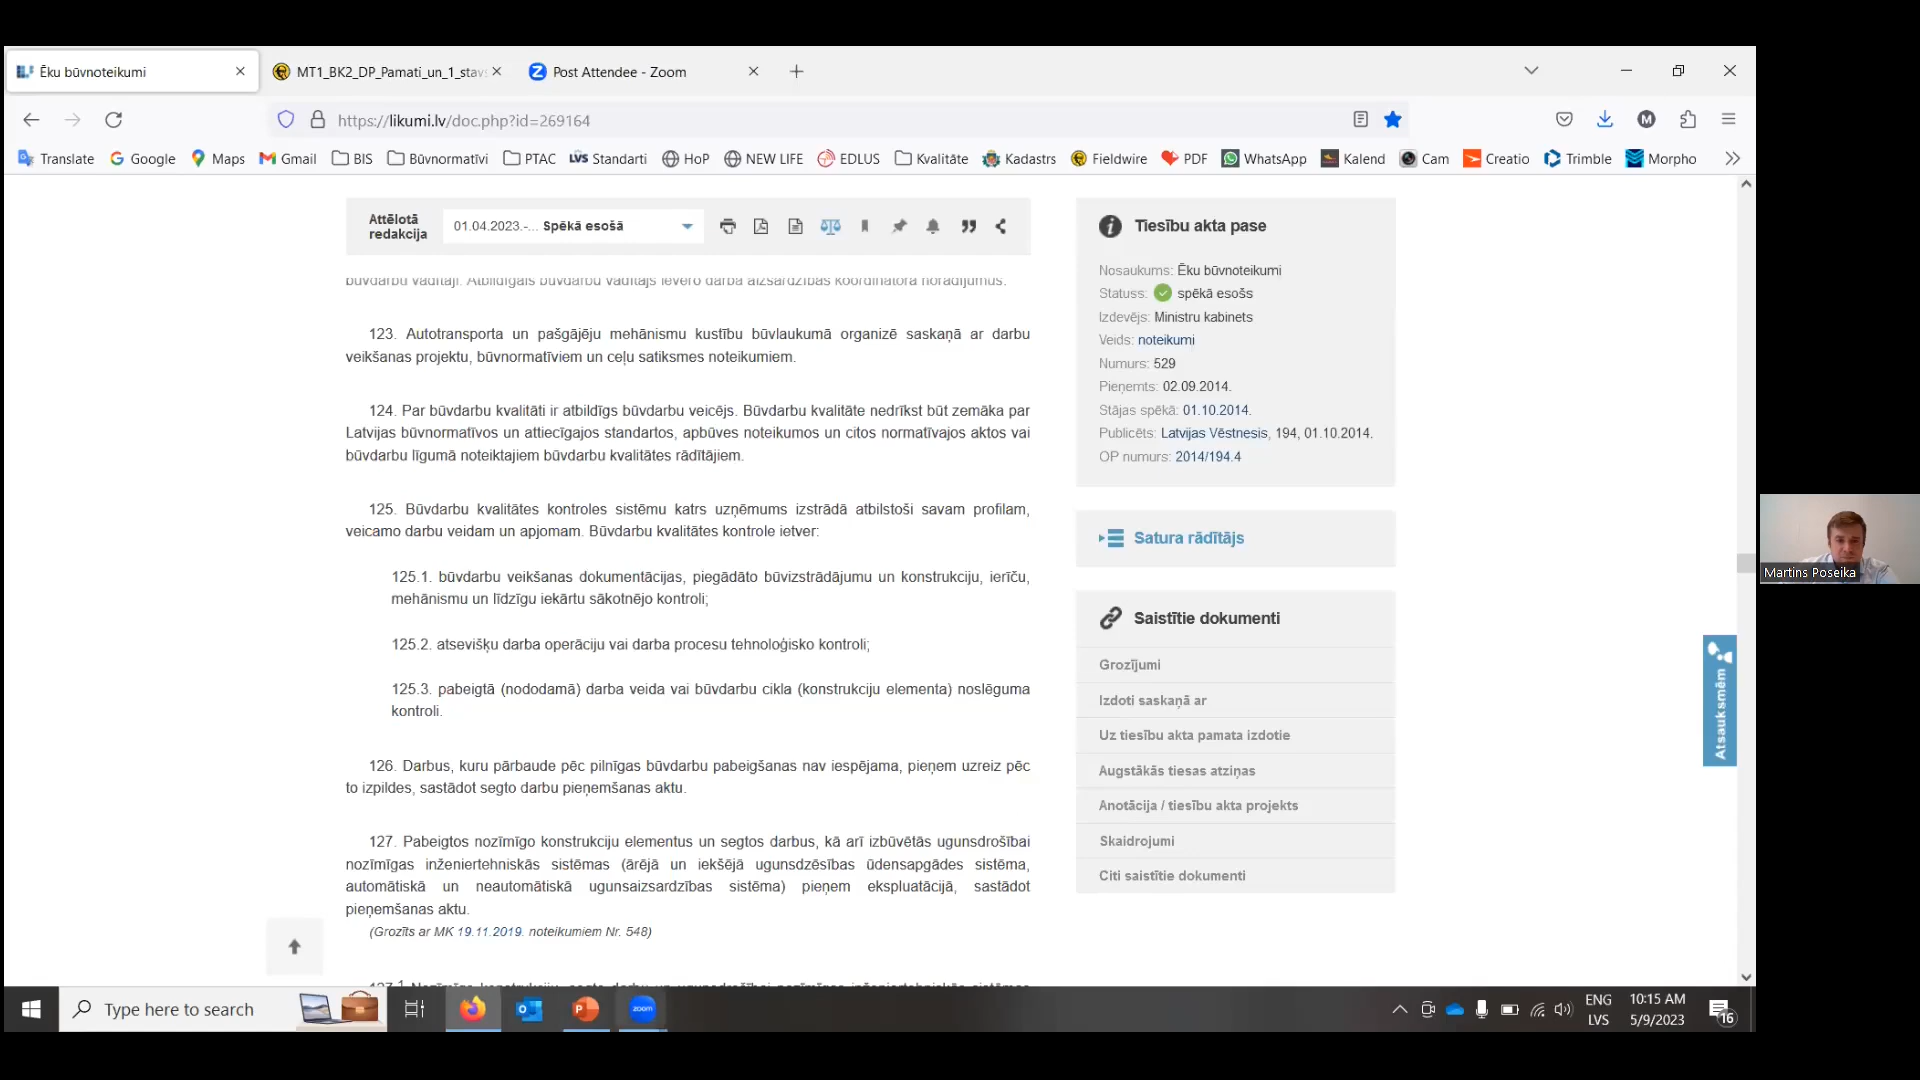 Ēku būvnoteikumi
MT1_BK2_DP_Pamati_un_1_stavs
Post Attendee - Zoom
https://likumi.lv/doc.php?id=269164
Translate Google Maps Gmail BIS Būvnormatīvi PTAC LVS Standarti HoP NEW LIFE EDLUS Kvalitāte Kadastrs Fieldwire PDF WhatsApp Kalend Cam Creatio Trimble Morpho
Attēlotā
redakcija
01.04.2023.-... Spēkā esošā
būvdarbu vadītāji. Atbildīgais būvdarbu vadītājs ievēro darba aizsardzības koordinatora norādījumus.
123. Autotransporta un pašgājēju mehānismu kustību būvlaukumā organizē saskaņā ar darbu
veikšanas projektu, būvnormatīviem un ceļu satiksmes noteikumiem.
124. Par būvdarbu kvalitāti ir atbildīgs būvdarbu veicējs. Būvdarbu kvalitāte nedrīkst būt zemāka par
Latvijas būvnormatīvos un attiecīgajos standartos, apbūves noteikumos un citos normatīvajos aktos vai
būvdarbu līgumā noteiktajiem būvdarbu kvalitātes rādītājiem.
125. Būvdarbu kvalitātes kontroles sistēmu katrs uzņēmums izstrādā atbilstoši savam profilam,
veicamo darbu veidam un apjomam. Būvdarbu kvalitātes kontrole ietver:
125.1. būvdarbu veikšanas dokumentācijas, piegādāto būvizstrādājumu un konstrukciju, ierīču,
mehānismu un līdzīgu iekārtu sākotnējo kontroli;
125.2. atsevišķu darba operāciju vai darba procesu tehnoloģisko kontroli;
125.3. pabeigtā (nododamā) darba veida vai būvdarbu cikla (konstrukciju elementa) noslēguma
kontroli.
126. Darbus, kuru pārbaude pēc pilnīgas būvdarbu pabeigšanas nav iespējama, pieņem uzreiz pēc
to izpildes, sastādot segto darbu pieņemšanas aktu.
127. Pabeigtos nozīmīgo konstrukciju elementus un segtos darbus, kā arī izbūvētās ugunsdrošībai
nozīmīgas inženiertehniskās sistēmas (ārējā un iekšējā ugunsdzēsības ūdensapgādes sistēma,
automātiskā un neautomātiskā ugunsaizsardzības sistēma) pieņem ekspluatācijā, sastādot
pieņemšanas aktu.
(Grozīts ar MK 19.11.2019. noteikumiem Nr. 548)
Tiesību akta pase
Nosaukums: Ēku būvnoteikumi
Statuss: spēkā esošs
Izdevējs: Ministru kabinets
Veids: noteikumi
Numurs: 529
Pieņemts: 02.09.2014.
Stājas spēkā: 01.10.2014.
Publicēts: Latvijas Vēstnesis, 194, 01.10.2014.
OP numurs: 2014/194.4
Satura rādītājs
Saistītie dokumenti
Grozījumi
Izdoti saskaņā ar
Uz tiesību akta pamata izdotie
Augstākās tiesas atziņas
Anotācija / tiesību akta projekts
Skaidrojumi
Citi saistītie dokumenti
Atsauksmēm
Martins Poseika
Type here to search
zoom
ENG
LVS
10:15 AM
5/9/2023
16